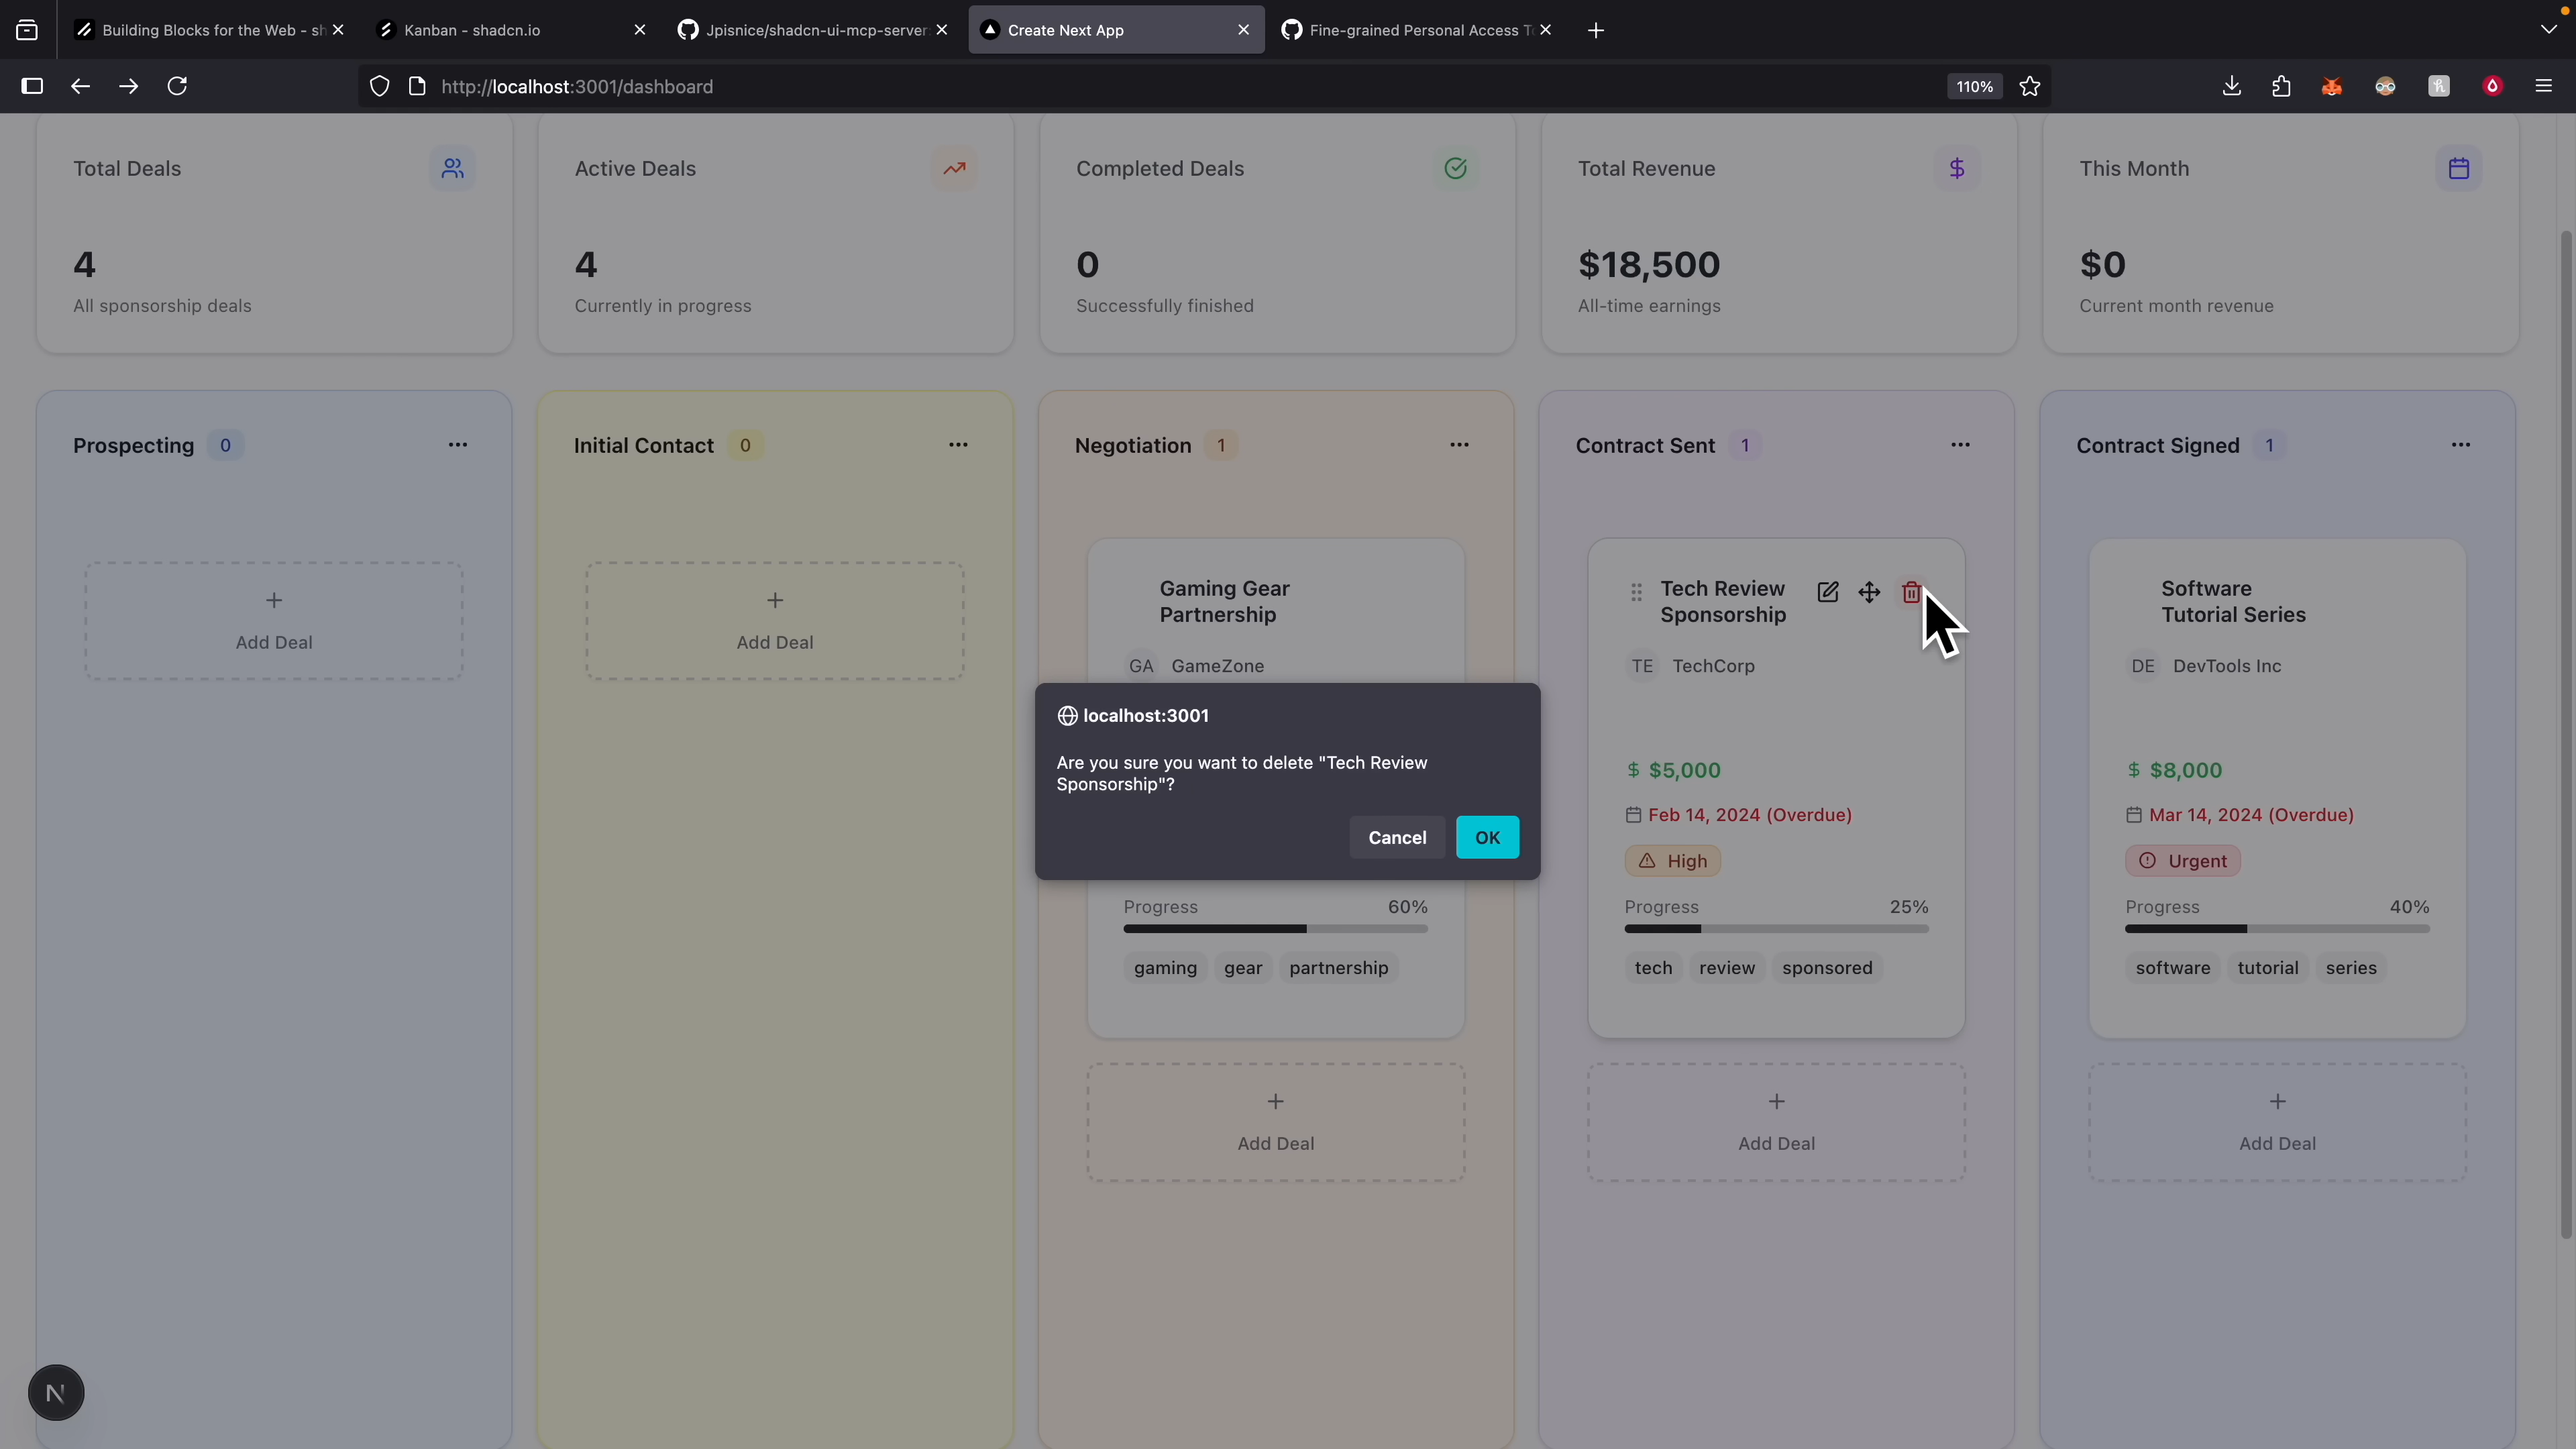 Building Blocks for the Web - sh
Kanban - shadcn.io
Jpisnice/shadcn-ui-mcp-server:
Create Next App
Fine-grained Personal Access To
http://localhost:3001/dashboard
110%
Total Deals
4
All sponsorship deals
Active Deals
4
Currently in progress
Completed Deals
0
Successfully finished
Total Revenue
$18,500
All-time earnings
This Month
$0
Current month revenue
Prospecting 0
+
Add Deal
Initial Contact 0
+
Add Deal
Negotiation 1
Gaming Gear
Partnership
GA GameZone
localhost:3001
Are you sure you want to delete "Tech Review
Sponsorship"?
Cancel OK
Progress 60%
gaming gear partnership
+
Add Deal
Contract Sent 1
Tech Review
Sponsorship
TE TechCorp
$ $5,000
Feb 14, 2024 (Overdue)
High
Progress 25%
tech review sponsored
+
Add Deal
Contract Signed 1
Software
Tutorial Series
DE DevTools Inc
$ $8,000
Mar 14, 2024 (Overdue)
Urgent
Progress 40%
software tutorial series
+
Add Deal
N